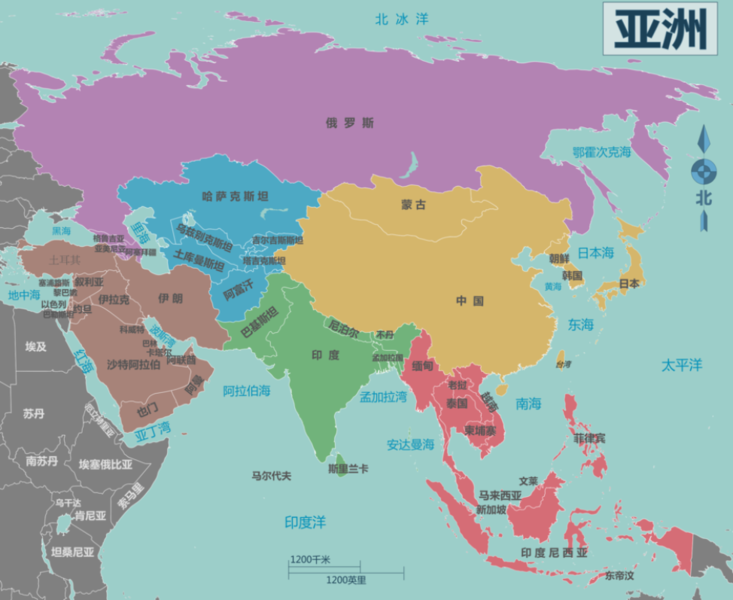 北冰洋
亚洲
俄罗斯
鄂霍次克海
北
哈萨克斯坦
蒙古
黑海
格鲁吉亚
亚美尼亚
阿塞拜疆
里海
乌兹别克斯坦
吉尔吉斯斯坦
土库曼斯坦
塔吉克斯坦
土耳其
日本海
朝鲜
韩国
日本
黄海
地中海
塞浦路斯
叙利亚
黎巴嫩
以色列
巴勒斯坦
约旦
伊拉克
伊朗
阿富汗
中国
东海
太平洋
科威特
波斯湾
巴林
卡塔尔
阿联酋
巴基斯坦
尼泊尔
不丹
印度
孟加拉国
缅甸
台湾
埃及
红海
沙特阿拉伯
阿曼
阿拉伯海
孟加拉湾
老挝
泰国
越南
南海
苏丹
厄立特里亚
也门
亚丁湾
柬埔寨
菲律宾
安达曼海
南苏丹
埃塞俄比亚
索马里
马尔代夫
斯里兰卡
文莱
马来西亚
新加坡
乌干达
肯尼亚
印度洋
坦桑尼亚
1200千米
1200英里
印度尼西亚
东帝汶